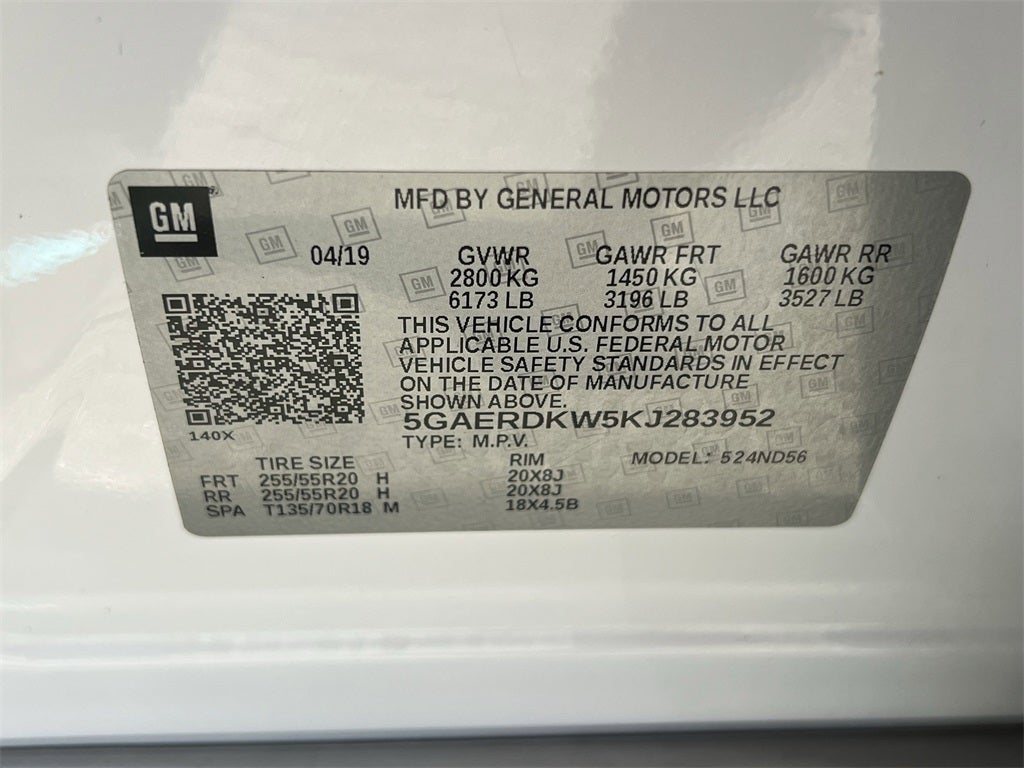 GM
MFD BY GENERAL MOTORS LLC
04/19 GVWR GAWR FRT GAWR RR
2800 KG 1450 KG 1600 KG
6173 LB 3196 LB 3527 LB
THIS VEHICLE CONFORMS TO ALL
APPLICABLE U.S. FEDERAL MOTOR
VEHICLE SAFETY STANDARDS IN EFFECT
ON THE DATE OF MANUFACTURE
SHOWN ABOVE.
5GAERDKW5KJ283952
140X
TYPE: M.P.V.
TIRE SIZE RIM MODEL: 524ND56
FRT 255/55R20 H 20X8J
RR 255/55R20 H 20X8J
SPA T135/70R18 M 18X4.5B